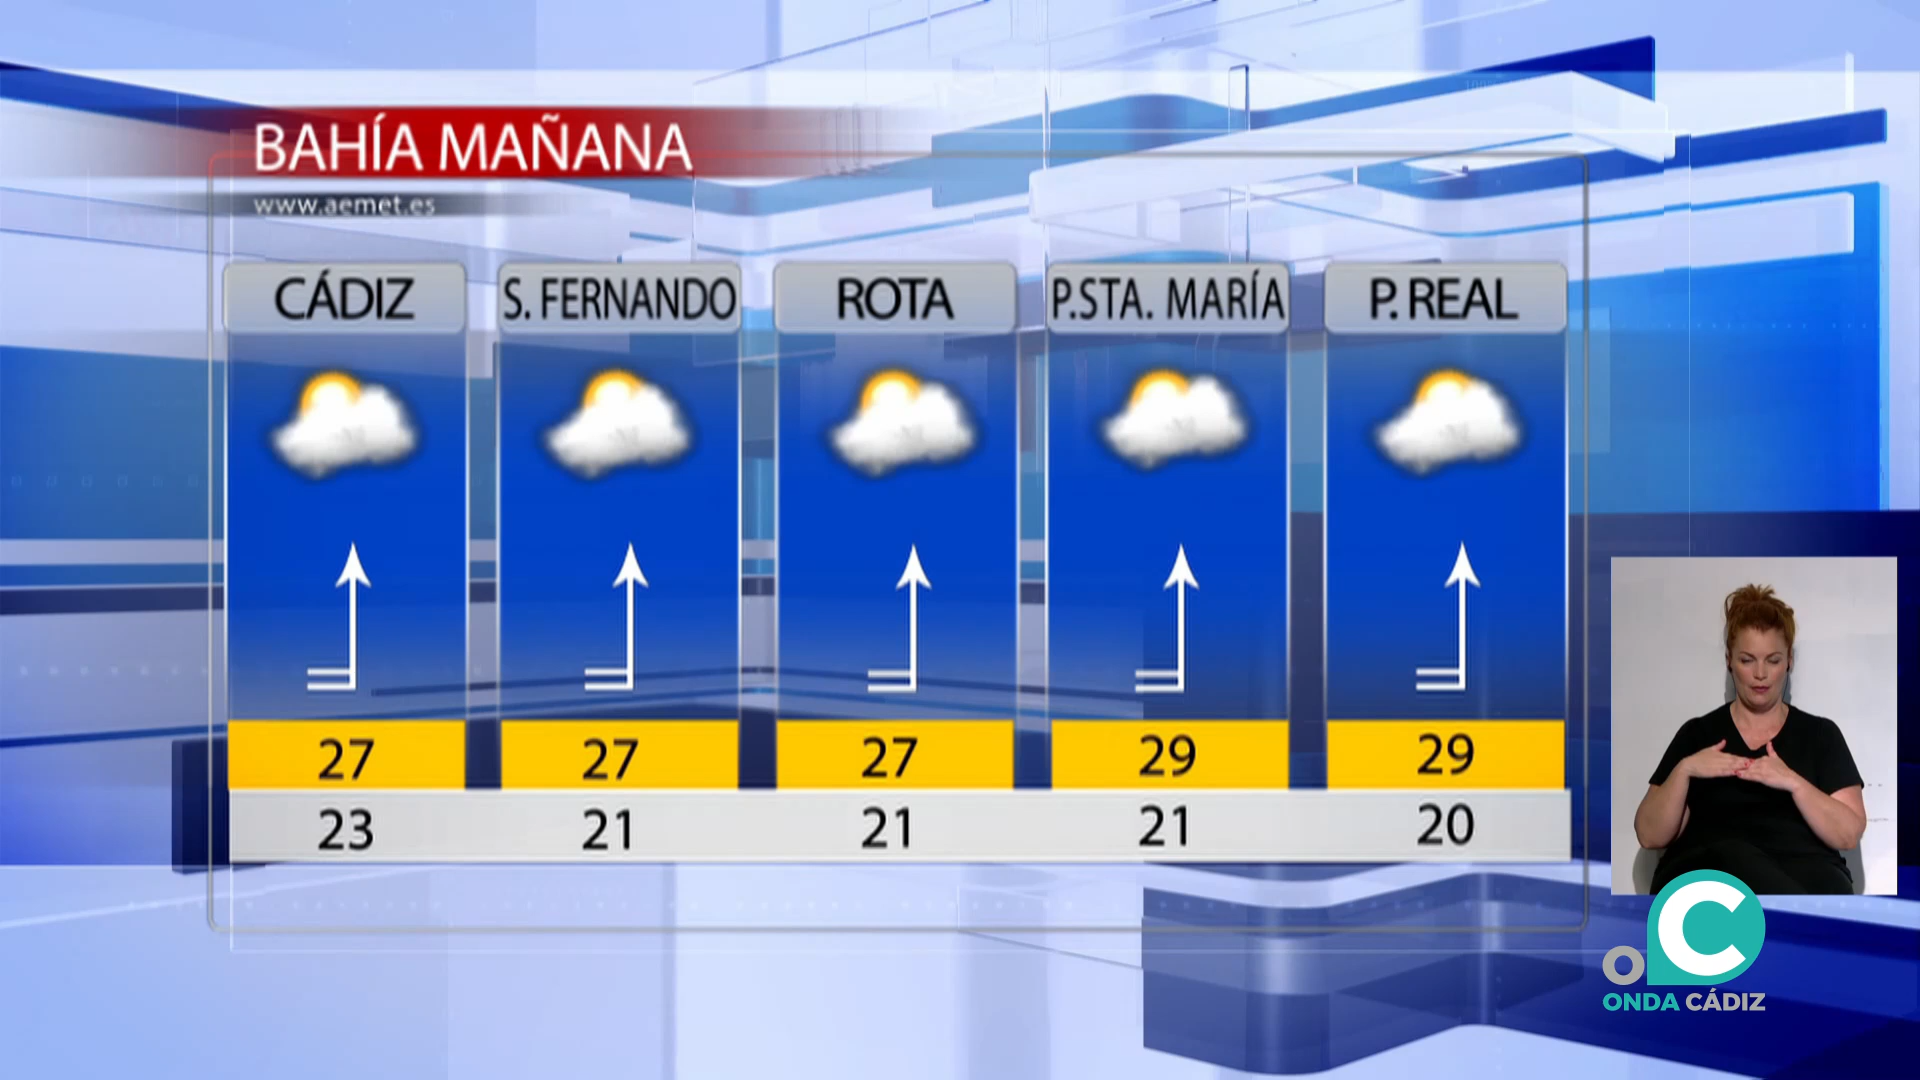 BAHÍA MAÑANA
www.aemet.es
CÁDIZ S. FERNANDO ROTA P.STA. MARÍA P. REAL
27 27 27 29 29
23 21 21 21 20
OC
ONDA CÁDIZ